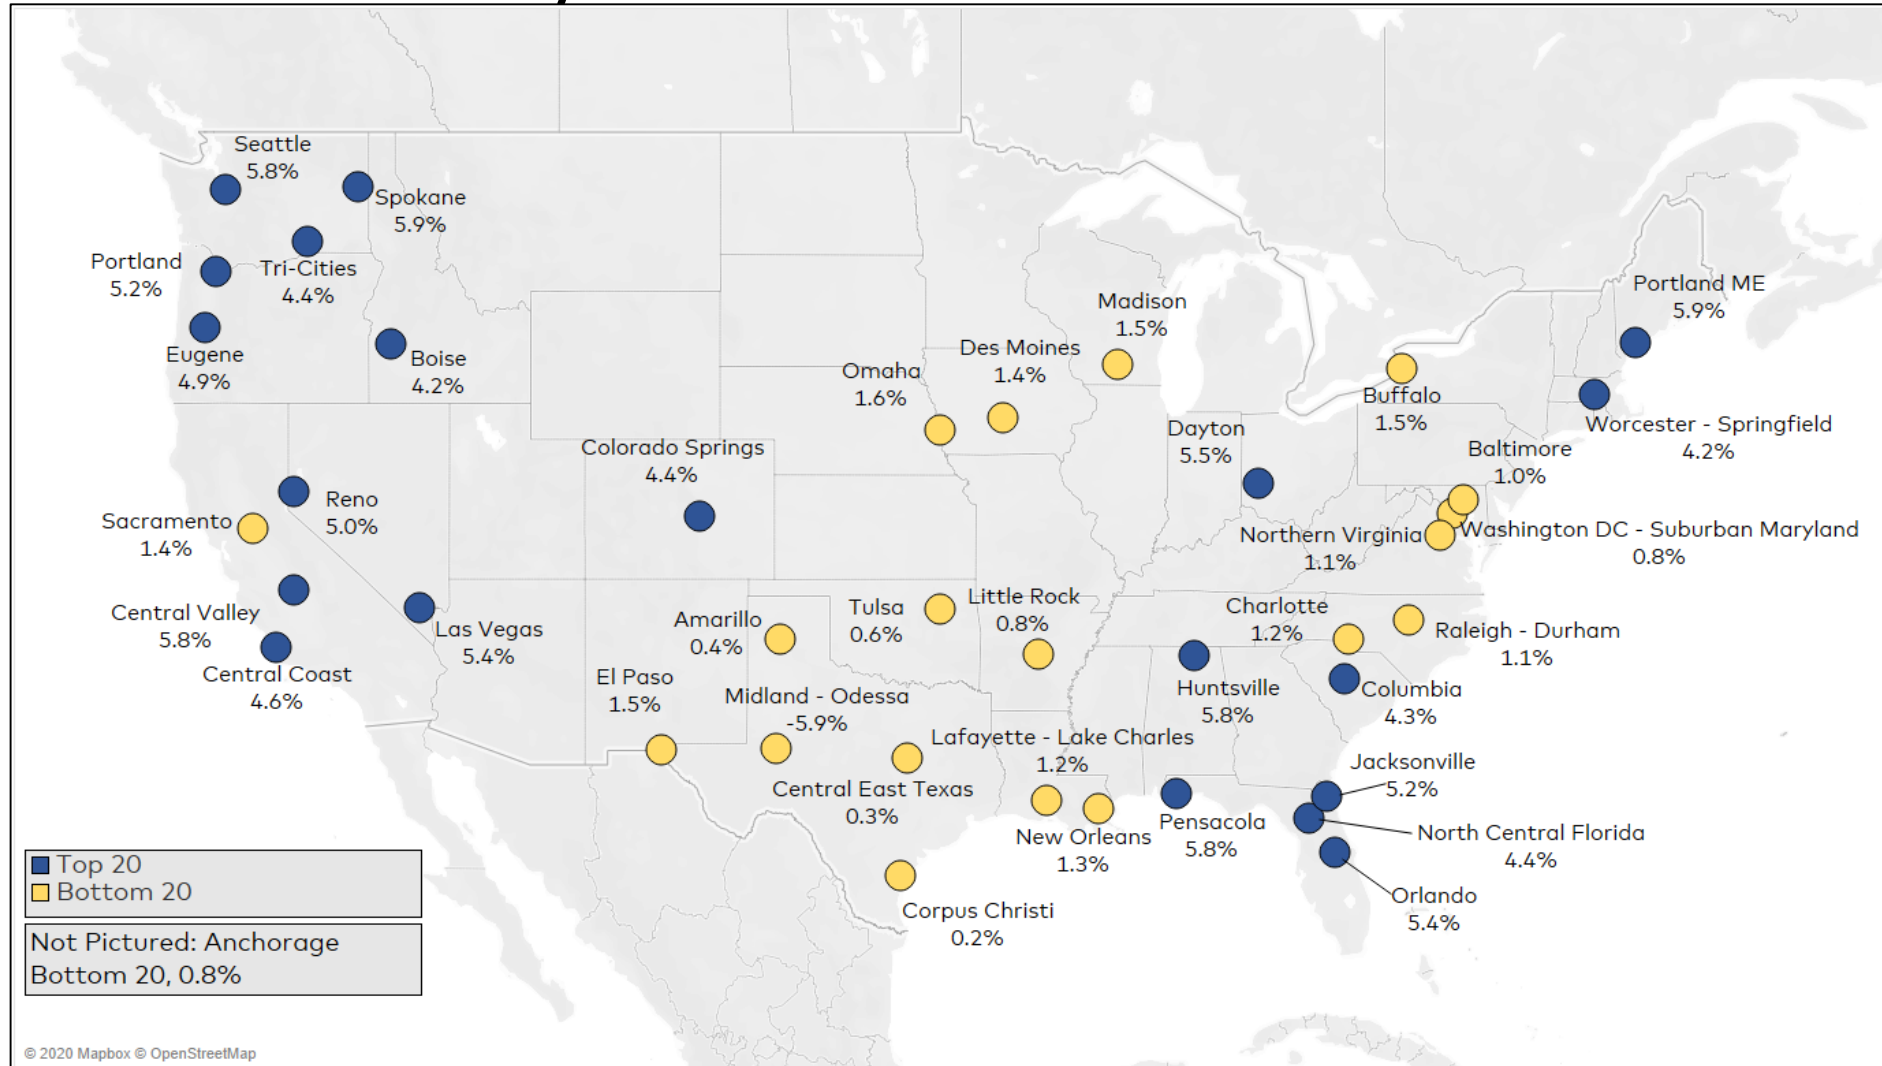 Seattle
5.8%
Spokane
5.9%
Portland
5.2%
Tri-Cities
4.4%
Eugene
4.9%
Boise
4.2%
Madison
1.5%
Des Moines
1.4%
Omaha
1.6%
Portland ME
5.9%
Buffalo
1.5%
Worcester - Springfield
4.2%
Dayton
5.5%
Baltimore
1.0%
Colorado Springs
4.4%
Reno
5.0%
Sacramento
1.4%
Northern Virginia
1.1%
Washington DC - Suburban Maryland
0.8%
Central Valley
5.8%
Las Vegas
5.4%
Central Coast
4.6%
Amarillo
0.4%
Tulsa
0.6%
Little Rock
0.8%
Charlotte
1.2%
Raleigh - Durham
1.1%
El Paso
1.5%
Midland - Odessa
-5.9%
Huntsville
5.8%
Columbia
4.3%
Lafayette - Lake Charles
1.2%
Central East Texas
0.3%
Jacksonville
5.2%
New Orleans
1.3%
Pensacola
5.8%
North Central Florida
4.4%
Orlando
5.4%
Corpus Christi
0.2%
Top 20
Bottom 20
Not Pictured: Anchorage
Bottom 20, 0.8%
© 2020 Mapbox © OpenStreetMap